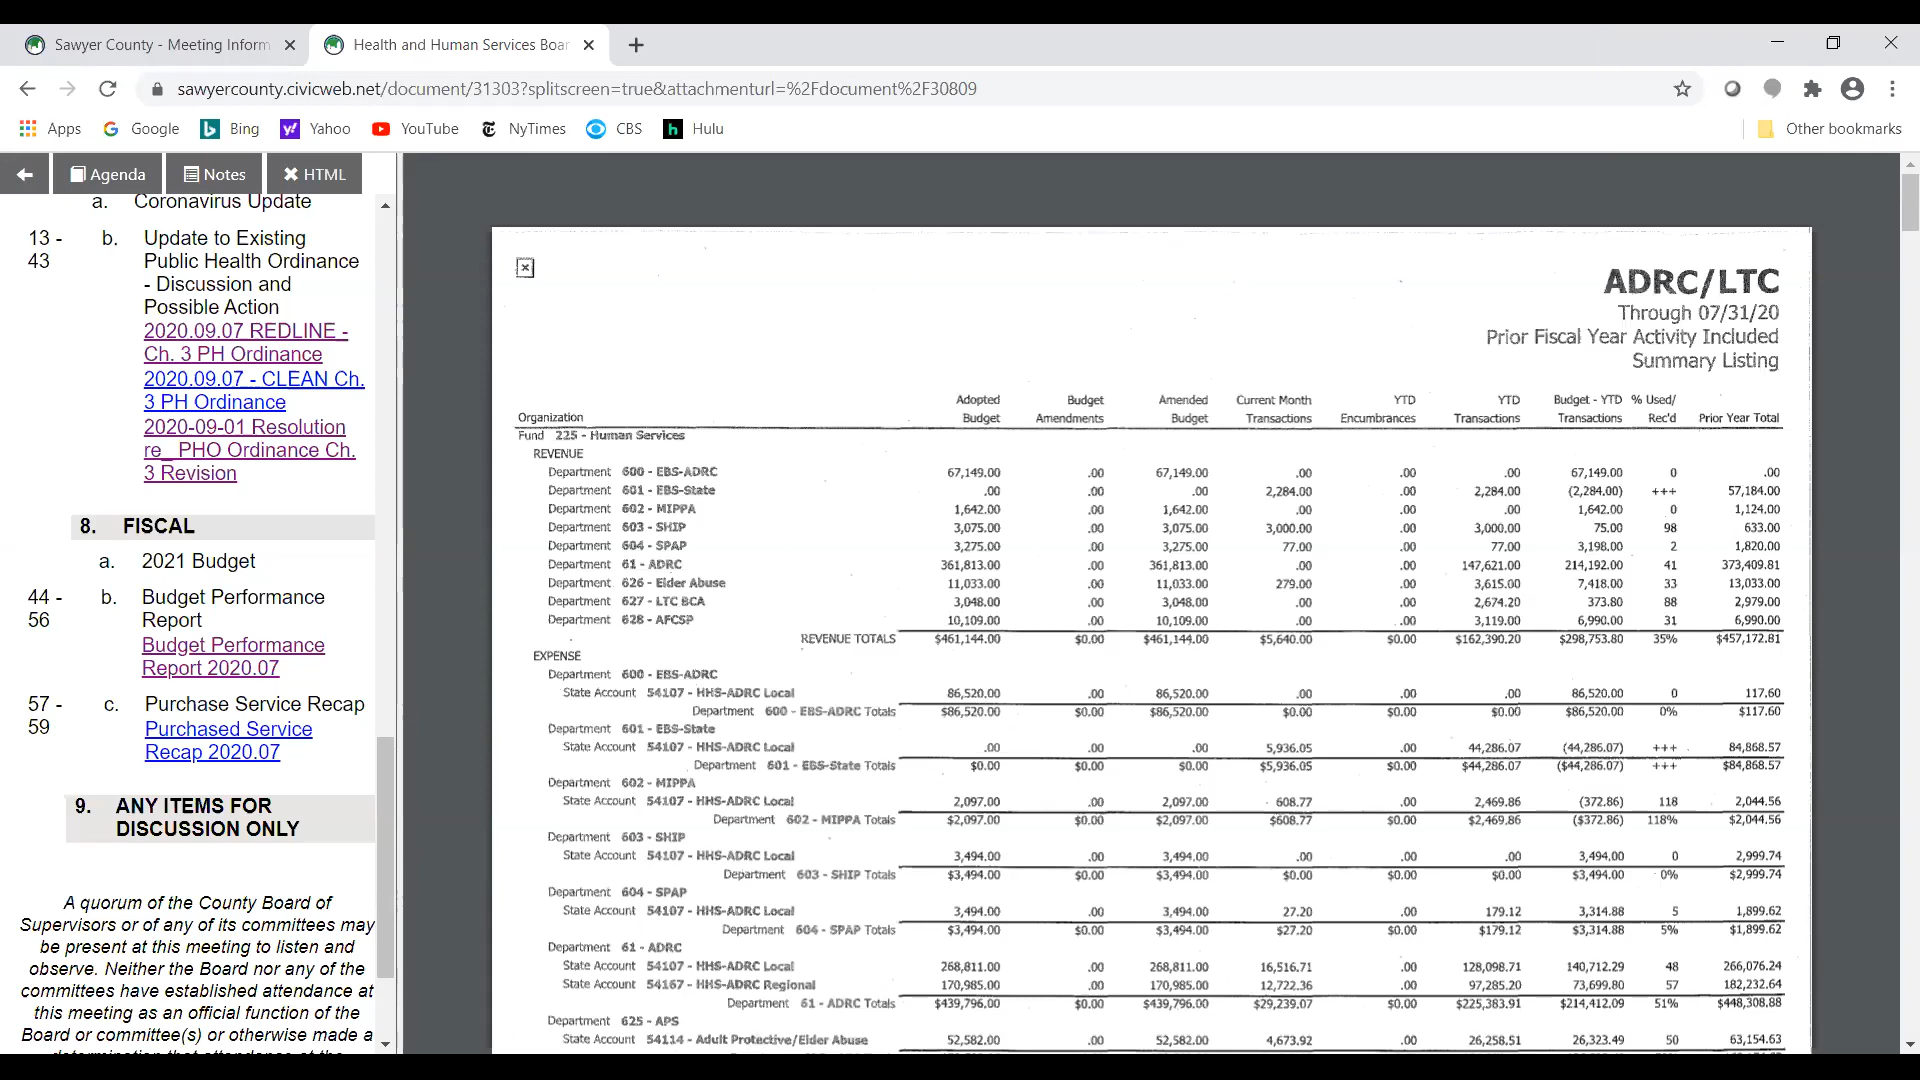 Sawyer County - Meeting Inform
Health and Human Services Boar
sawyercounty.civicweb.net/document/31303?splitscreen=true&attachmenturl=%2Fdocument%2F30809
Apps Google Bing Yahoo YouTube NyTimes CBS Hulu Other bookmarks
Agenda Notes HTML
a. Coronavirus Update
13 - b. Update to Existing
43 Public Health Ordinance
- Discussion and
Possible Action
2020.09.07 REDLINE -
Ch. 3 PH Ordinance
2020.09.07 - CLEAN Ch.
3 PH Ordinance
2020-09-01 Resolution
re_ PHO Ordinance Ch.
3 Revision
8. FISCAL
a. 2021 Budget
44 - b. Budget Performance
56 Report
Budget Performance
Report 2020.07
57 - c. Purchase Service Recap
59 Purchased Service
Recap 2020.07
9. ANY ITEMS FOR
DISCUSSION ONLY
A quorum of the County Board of
Supervisors or of any of its committees may
be present at this meeting to listen and
observe. Neither the Board nor any of the
committees have established attendance at
this meeting as an official function of the
Board or committee(s) or otherwise made a
determination that attendance at the
ADRC/LTC
Through 07/31/20
Prior Fiscal Year Activity Included
Summary Listing
Adopted Budget Amended Current Month YTD YTD Budget - YTD % Used/
Organization Budget Amendments Budget Transactions Encumbrances Transactions Transactions Rec'd Prior Year Total
Fund 225 - Human Services
REVENUE
Department 600 - EBS-ADRC 67,149.00 .00 67,149.00 .00 .00 .00 67,149.00 0 .00
Department 601 - EBS-State .00 .00 .00 2,284.00 .00 2,284.00 (2,284.00) +++ 57,184.00
Department 602 - MIPPA 1,642.00 .00 1,642.00 .00 .00 .00 1,642.00 0 1,124.00
Department 603 - SHIP 3,075.00 .00 3,075.00 3,000.00 .00 3,000.00 75.00 98 633.00
Department 604 - SPAP 3,275.00 .00 3,275.00 77.00 .00 77.00 3,198.00 2 1,820.00
Department 61 - ADRC 361,813.00 .00 361,813.00 .00 .00 147,621.00 214,192.00 41 373,409.81
Department 626 - Elder Abuse 11,033.00 .00 11,033.00 279.00 .00 3,615.00 7,418.00 33 13,033.00
Department 627 - LTC BCA 3,048.00 .00 3,048.00 .00 .00 2,674.20 373.80 88 2,979.00
Department 628 - AFCSP 10,109.00 .00 10,109.00 .00 .00 3,119.00 6,990.00 31 6,990.00
REVENUE TOTALS $461,144.00 $0.00 $461,144.00 $5,640.00 $0.00 $162,390.20 $298,753.80 35% $457,172.81
EXPENSE
Department 600 - EBS-ADRC
State Account 54107 - HHS-ADRC Local 86,520.00 .00 86,520.00 .00 .00 .00 86,520.00 0 117.60
Department 600 - EBS-ADRC Totals $86,520.00 $0.00 $86,520.00 $0.00 $0.00 $0.00 $86,520.00 0% $117.60
Department 601 - EBS-State
State Account 54107 - HHS-ADRC Local .00 .00 .00 5,936.05 .00 44,286.07 (44,286.07) +++ 84,868.57
Department 601 - EBS-State Totals $0.00 $0.00 $0.00 $5,936.05 $0.00 $44,286.07 ($44,286.07) +++ $84,868.57
Department 602 - MIPPA
State Account 54107 - HHS-ADRC Local 2,097.00 .00 2,097.00 608.77 .00 2,469.86 (372.86) 118 2,044.56
Department 602 - MIPPA Totals $2,097.00 $0.00 $2,097.00 $608.77 $0.00 $2,469.86 ($372.86) 118% $2,044.56
Department 603 - SHIP
State Account 54107 - HHS-ADRC Local 3,494.00 .00 3,494.00 .00 .00 .00 3,494.00 0 2,999.74
Department 603 - SHIP Totals $3,494.00 $0.00 $3,494.00 $0.00 $0.00 $0.00 $3,494.00 0% $2,999.74
Department 604 - SPAP
State Account 54107 - HHS-ADRC Local 3,494.00 .00 3,494.00 27.20 .00 179.12 3,314.88 5 1,899.62
Department 604 - SPAP Totals $3,494.00 $0.00 $3,494.00 $27.20 $0.00 $179.12 $3,314.88 5% $1,899.62
Department 61 - ADRC
State Account 54107 - HHS-ADRC Local 268,811.00 .00 268,811.00 16,516.71 .00 128,098.71 140,712.29 48 266,076.24
State Account 54167 - HHS-ADRC Regional 170,985.00 .00 170,985.00 12,722.36 .00 97,285.20 73,699.80 57 182,232.64
Department 61 - ADRC Totals $439,796.00 $0.00 $439,796.00 $29,239.07 $0.00 $225,383.91 $214,412.09 51% $448,308.88
Department 625 - APS
State Account 54114 - Adult Protective/Elder Abuse 52,582.00 .00 52,582.00 4,673.92 .00 26,258.51 26,323.49 50 63,154.63